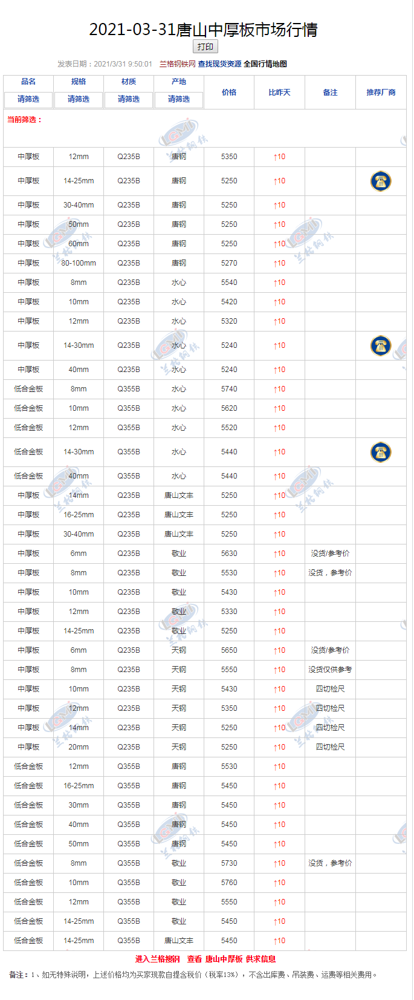 2021-03-31唐山中厚板市场行情
打印
发表日期：2021/3/31 9:50:01 兰格钢铁网 查找现货资源 全国行情地图
品名 规格 材质 产地 价格 比昨天 备注 推荐厂商
请筛选 请筛选 请筛选 请筛选
当前筛选：
中厚板 12mm Q235B 唐钢 5350 ↑10
中厚板 14-25mm Q235B 唐钢 5250 ↑10
中厚板 30-40mm Q235B 唐钢 5250 ↑10
中厚板 50mm Q235B 唐钢 5250 ↑10
中厚板 60mm Q235B 唐钢 5250 ↑10
中厚板 80-100mm Q235B 唐钢 5270 ↑10
中厚板 8mm Q235B 水心 5540 ↑10
中厚板 10mm Q235B 水心 5420 ↑10
中厚板 12mm Q235B 水心 5320 ↑10
中厚板 14-30mm Q235B 水心 5240 ↑10
中厚板 40mm Q235B 水心 5240 ↑10
低合金板 8mm Q355B 水心 5740 ↑10
低合金板 10mm Q355B 水心 5620 ↑10
低合金板 12mm Q355B 水心 5520 ↑10
低合金板 14-30mm Q355B 水心 5440 ↑10
低合金板 40mm Q355B 水心 5440 ↑10
中厚板 14mm Q235B 唐山文丰 5250 ↑10
中厚板 16-25mm Q235B 唐山文丰 5250 ↑10
中厚板 30-40mm Q235B 唐山文丰 5250 ↑10
中厚板 6mm Q235B 敬业 5630 ↑10 没货/参考价
中厚板 8mm Q235B 敬业 5530 ↑10 没货，参考价
中厚板 10mm Q235B 敬业 5430 ↑10
中厚板 12mm Q235B 敬业 5330 ↑10
中厚板 14-25mm Q235B 敬业 5250 ↑10
中厚板 6mm Q235B 天钢 5650 ↑10 没货/参考价
中厚板 8mm Q235B 天钢 5550 ↑10 没货仅供参考
中厚板 10mm Q235B 天钢 5430 ↑10 四切检尺
中厚板 12mm Q235B 天钢 5350 ↑10 四切检尺
中厚板 14mm Q235B 天钢 5250 ↑10 四切检尺
中厚板 20mm Q235B 天钢 5250 ↑10 四切检尺
低合金板 12mm Q355B 唐钢 5530 ↑10
低合金板 16-25mm Q355B 唐钢 5450 ↑10
低合金板 30mm Q355B 唐钢 5450 ↑10
低合金板 40mm Q355B 唐钢 5450 ↑10
低合金板 50mm Q355B 唐钢 5450 ↑10
低合金板 8mm Q355B 敬业 5730 ↑10 没货，参考价
低合金板 10mm Q355B 敬业 5760 ↑10
低合金板 12mm Q355B 敬业 5550 ↑10
低合金板 14-25mm Q355B 敬业 5450 ↑10
低合金板 14-25mm Q355B 唐山文丰 5450 ↑10
进入兰格搜钢 查看 唐山中厚板 供求信息
备注：1、如无特殊说明，上述价格均为买家现款自提含税价（税率13%），不含出库费、吊装费、运费等相关费用。